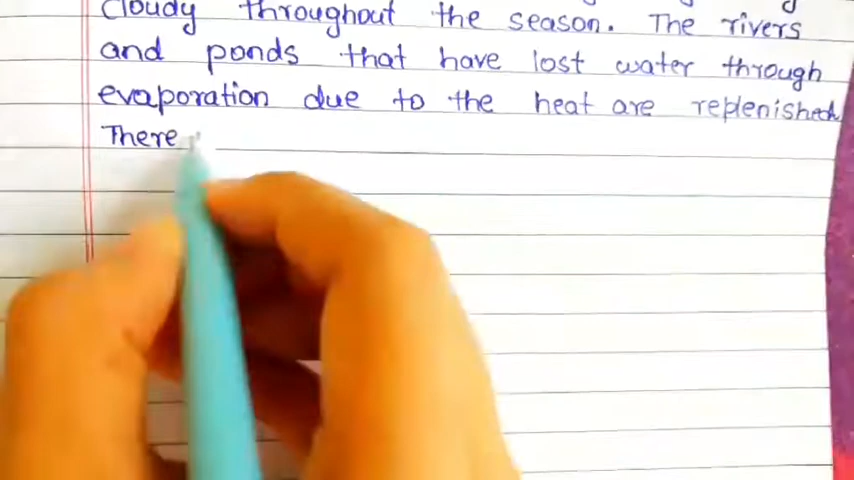 cloudy throughout the season. The rivers
and ponds that have lost water through
evaporation due to the heat are replenished
There